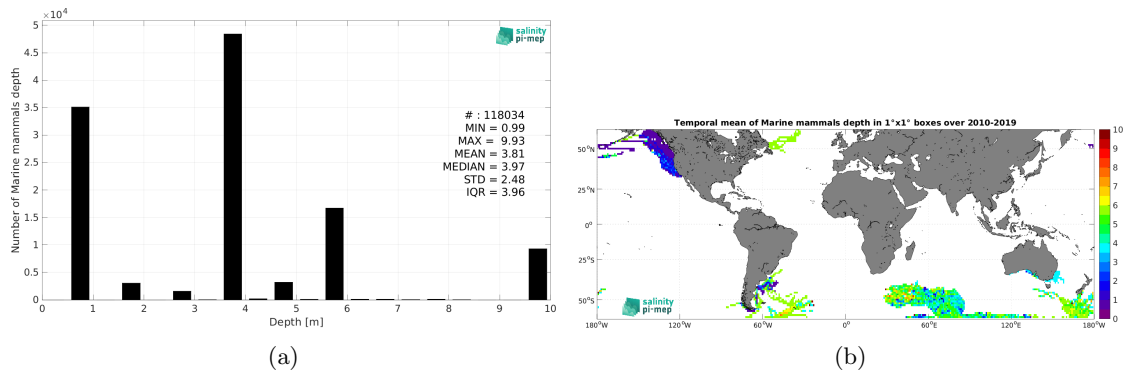 ×10⁴
5
4.5
4
3.5
3
2.5
2
1.5
1
0.5
0
Number of Marine mammals depth
salinity
pi-mep
# : 118034
MIN = 0.99
MAX = 9.93
MEAN = 3.81
MEDIAN = 3.97
STD = 2.48
IQR = 3.96
0 1 2 3 4 5 6 7 8 9 10
Depth [m]
(a)
Temporal mean of Marine mammals depth in 1°x1° boxes over 2010-2019
50°N
25°N
0°
25°S
50°S
salinity
pi-mep
180°W 120°W 60°W 0° 60°E 120°E 180°W
10
9
8
7
6
5
4
3
2
1
0
(b)